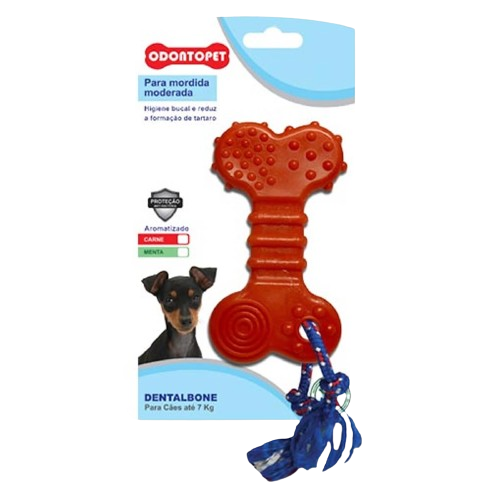 ODONTOPET
Para mordida
moderada
Higiene bucal e reduz
a formação de tartaro
PROTEÇÃO
Aromatizado
CARNE
MENTA
DENTALBONE
Para Cães até 7 Kg